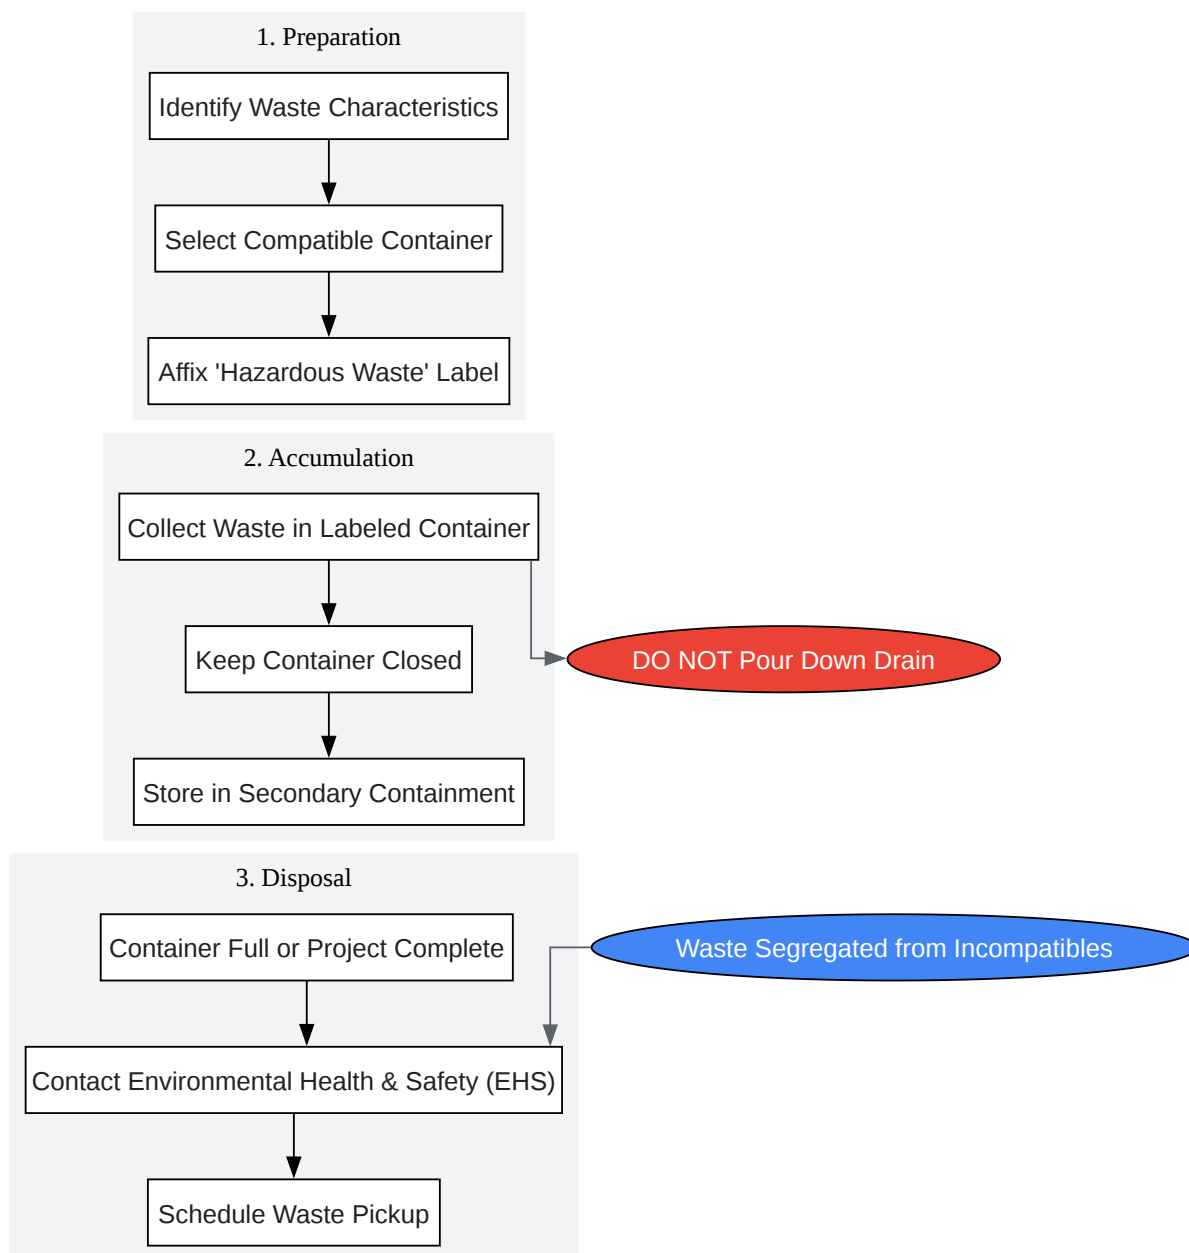 1. Preparation
Identify Waste Characteristics
Select Compatible Container
Affix 'Hazardous Waste' Label
2. Accumulation
Collect Waste in Labeled Container
Keep Container Closed
DO NOT Pour Down Drain
Store in Secondary Containment
3. Disposal
Container Full or Project Complete
Waste Segregated from Incompatibles
Contact Environmental Health & Safety (EHS)
Schedule Waste Pickup